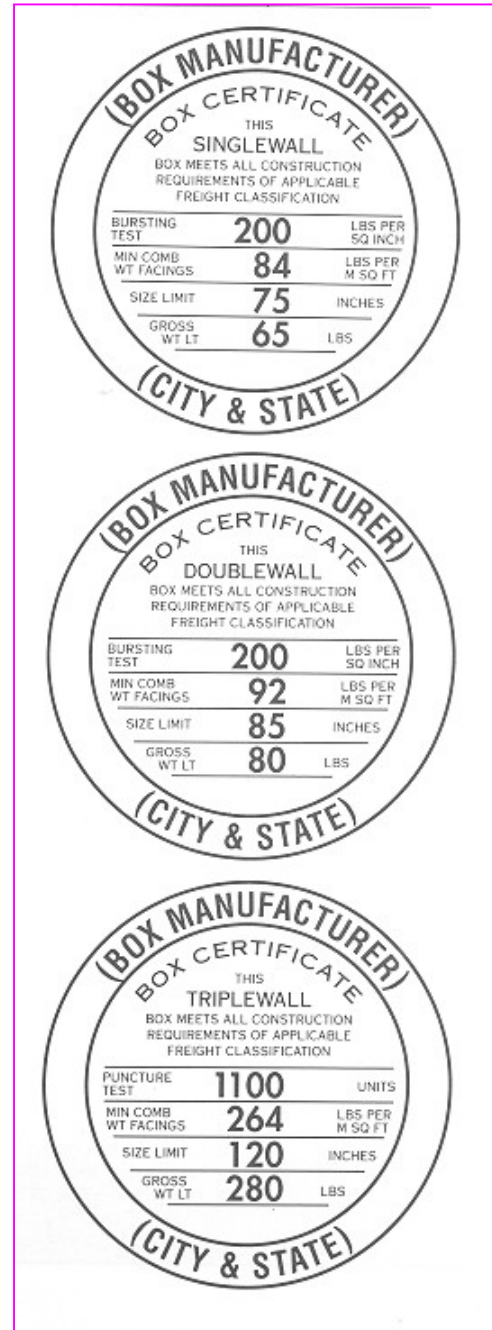 (BOX MANUFACTURER)
BOX CERTIFICATE
THIS
SINGLEWALL
BOX MEETS ALL CONSTRUCTION
REQUIREMENTS OF APPLICABLE
FREIGHT CLASSIFICATION
BURSTING TEST 200 LBS PER SQ INCH
MIN COMB WT FACINGS 84 LBS PER M SQ FT
SIZE LIMIT 75 INCHES
GROSS WT LT 65 LBS
(CITY & STATE)
(BOX MANUFACTURER)
BOX CERTIFICATE
THIS
DOUBLEWALL
BOX MEETS ALL CONSTRUCTION
REQUIREMENTS OF APPLICABLE
FREIGHT CLASSIFICATION
BURSTING TEST 200 LBS PER SQ INCH
MIN COMB WT FACINGS 92 LBS PER M SQ FT
SIZE LIMIT 85 INCHES
GROSS WT LT 80 LBS
(CITY & STATE)
(BOX MANUFACTURER)
BOX CERTIFICATE
THIS
TRIPLEWALL
BOX MEETS ALL CONSTRUCTION
REQUIREMENTS OF APPLICABLE
FREIGHT CLASSIFICATION
PUNCTURE TEST 1100 UNITS
MIN COMB WT FACINGS 264 LBS PER M SQ FT
SIZE LIMIT 120 INCHES
GROSS WT LT 280 LBS
(CITY & STATE)